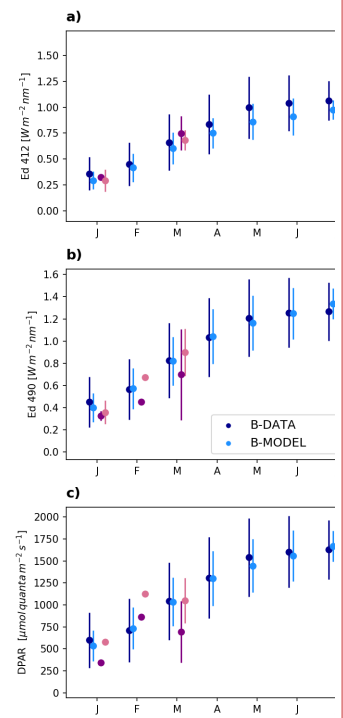 a)
Ed 412 [W m⁻² nm⁻¹]
1.50
1.25
1.00
0.75
0.50
0.25
0.00
J F M A M J
b)
Ed 490 [W m⁻² nm⁻¹]
1.6
1.4
1.2
1.0
0.8
0.6
0.4
0.2
0.0
B-DATA
B-MODEL
J F M A M J
c)
DPAR [μmol quanta m⁻² s⁻¹]
2000
1750
1500
1250
1000
750
500
250
0
J F M A M J